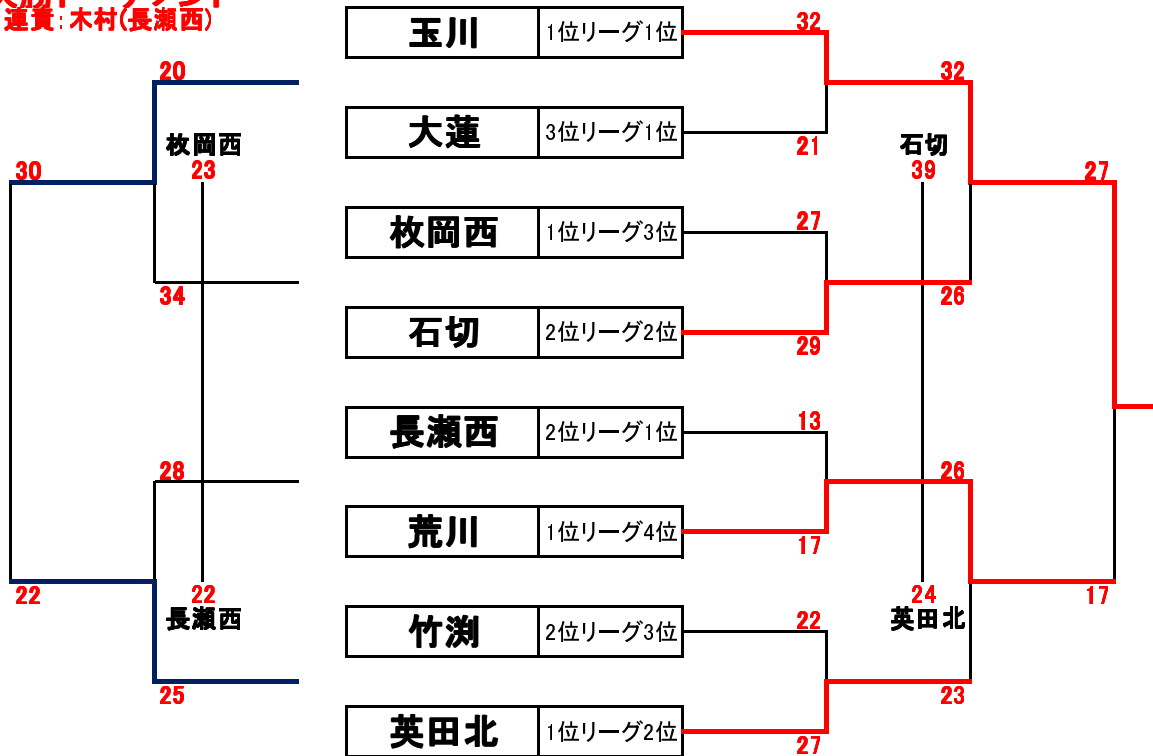 連責:木村(長瀬西)
玉川 1位リーグ1位 32
20 32
大蓮 3位リーグ1位 21
枚岡西 石切
30 23 39 27
枚岡西 1位リーグ3位 27
34 26
石切 2位リーグ2位 29
長瀬西 2位リーグ1位 13
28 26
荒川 1位リーグ4位 17
22 22 24 17
長瀬西 英田北
竹渕 2位リーグ3位 22
25 23
英田北 1位リーグ2位 27